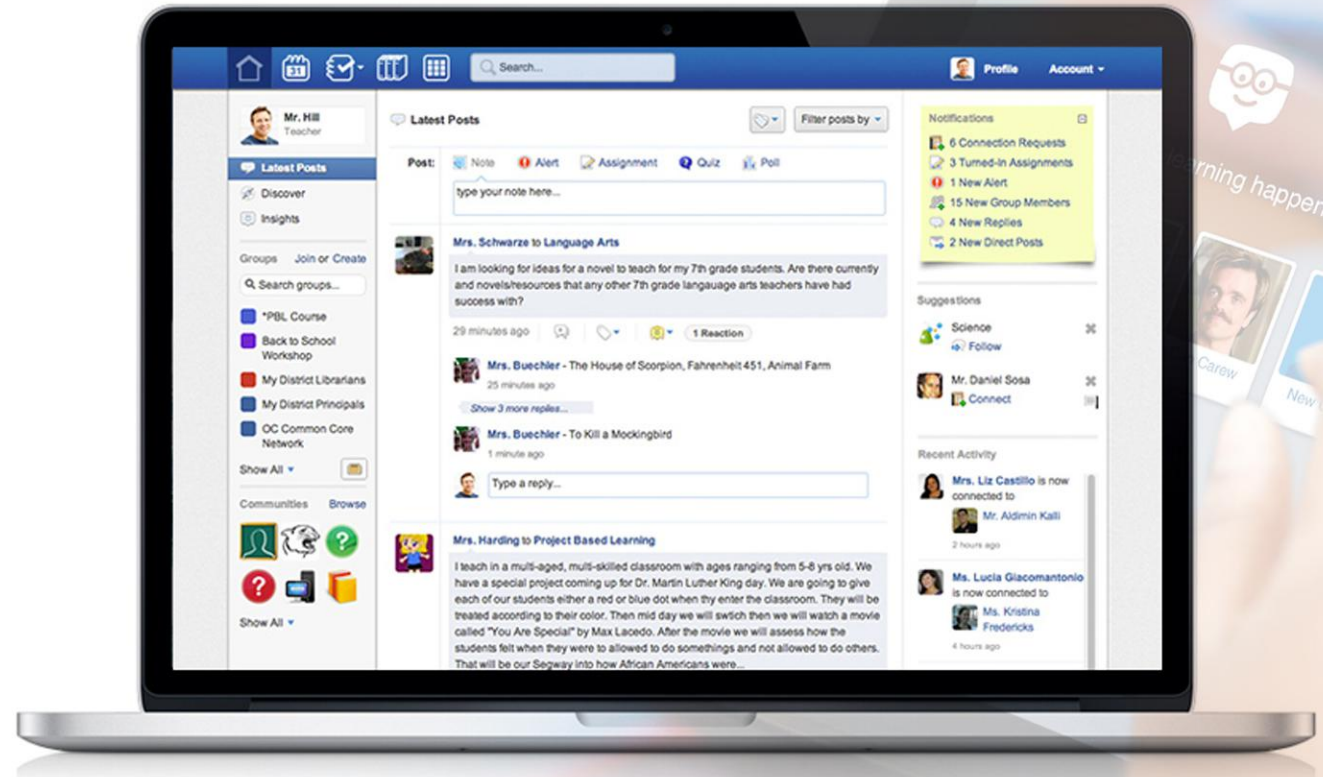 31
Search...
Profile
Account
Mr. Hill
Teacher
Latest Posts
Discover
Insights
Groups Join or Create
Search groups...
*PBL Course
Back to School
Workshop
My District Librarians
My District Principals
OC Common Core
Network
Show All
Communities Browse
Show All
Latest Posts
Filter posts by
Post: Note Alert Assignment Quiz Poll
type your note here...
Mrs. Schwarze to Language Arts
I am looking for ideas for a novel to teach for my 7th grade students. Are there currently
and novels/resources that any other 7th grade langauage arts teachers have had
success with?
29 minutes ago 1 Reaction
Mrs. Buechler - The House of Scorpion, Fahrenheit 451, Animal Farm
25 minutes ago
Show 3 more replies...
Mrs. Buechler - To Kill a Mockingbird
1 minute ago
Type a reply...
Mrs. Harding to Project Based Learning
I teach in a multi-aged, multi-skilled classroom with ages ranging from 5-8 yrs old. We
have a special project coming up for Dr. Martin Luther King day. We are going to give
each of our students either a red or blue dot when thy enter the classroom. They will be
treated according to their color. Then mid day we will swtich then we will watch a movie
called "You Are Special" by Max Lacedo. After the movie we will assess how the
students felt when they were to allowed to do somethings and not allowed to do others.
That will be our Segway into how African Americans were...
Notifications
6 Connection Requests
3 Turned-In Assignments
1 New Alert
15 New Group Members
4 New Replies
2 New Direct Posts
Suggestions
Science
Follow
Mr. Daniel Sosa
Connect
Recent Activity
Mrs. Liz Castillo is now
connected to
Mr. Aldimin Kalli
2 hours ago
Ms. Lucia Giacomantonio
is now connected to
Ms. Kristina
Fredericks
4 hours ago
earning happen
Carew
New